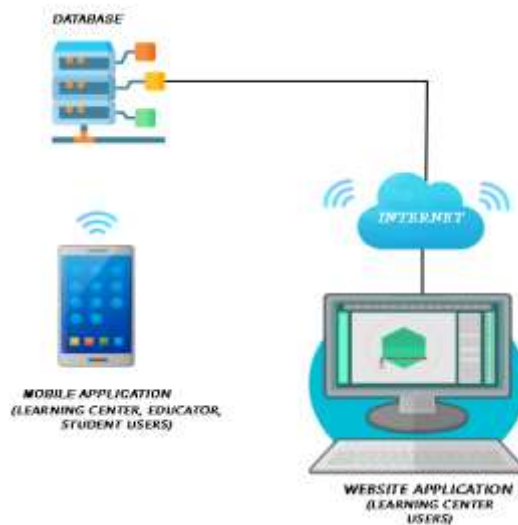 DATABASE
INTERNET
MOBILE APPLICATION
(LEARNING CENTER, EDUCATOR,
STUDENT USERS)
WEBSITE APPLICATION
(LEARNING CENTER
USERS)